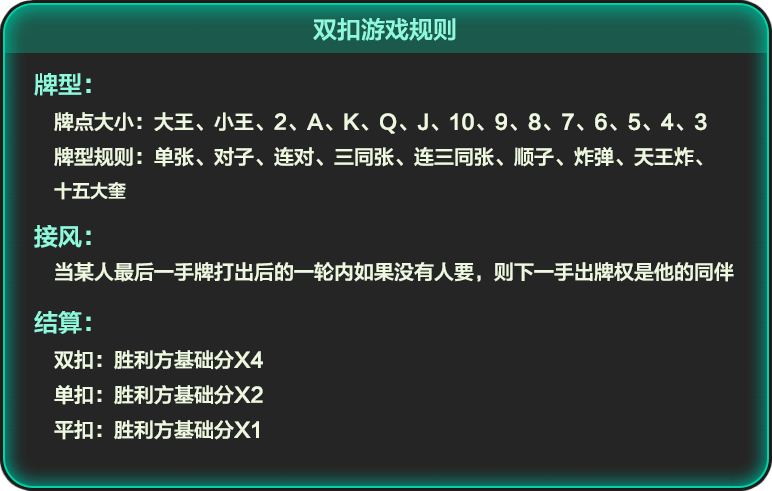 双扣游戏规则
牌型：
牌点大小：大王、小王、2、A、K、Q、J、10、9、8、7、6、5、4、3
牌型规则：单张、对子、连对、三同张、连三同张、顺子、炸弹、天王炸、
十五大奎
接风：
当某人最后一手牌打出后的一轮内如果没有人要，则下一手出牌权是他的同伴
结算：
双扣：胜利方基础分X4
单扣：胜利方基础分X2
平扣：胜利方基础分X1